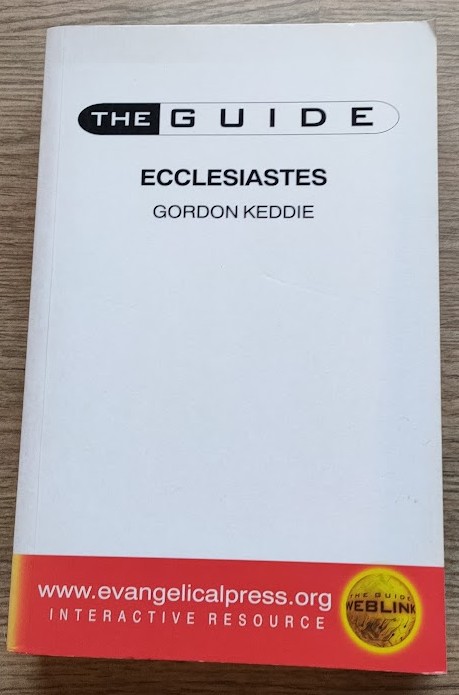 THE GUIDE
ECCLESIASTES
GORDON KEDDIE
www.evangelicalpress.org
INTERACTIVE RESOURCE
THE GUIDE
WEBLINK